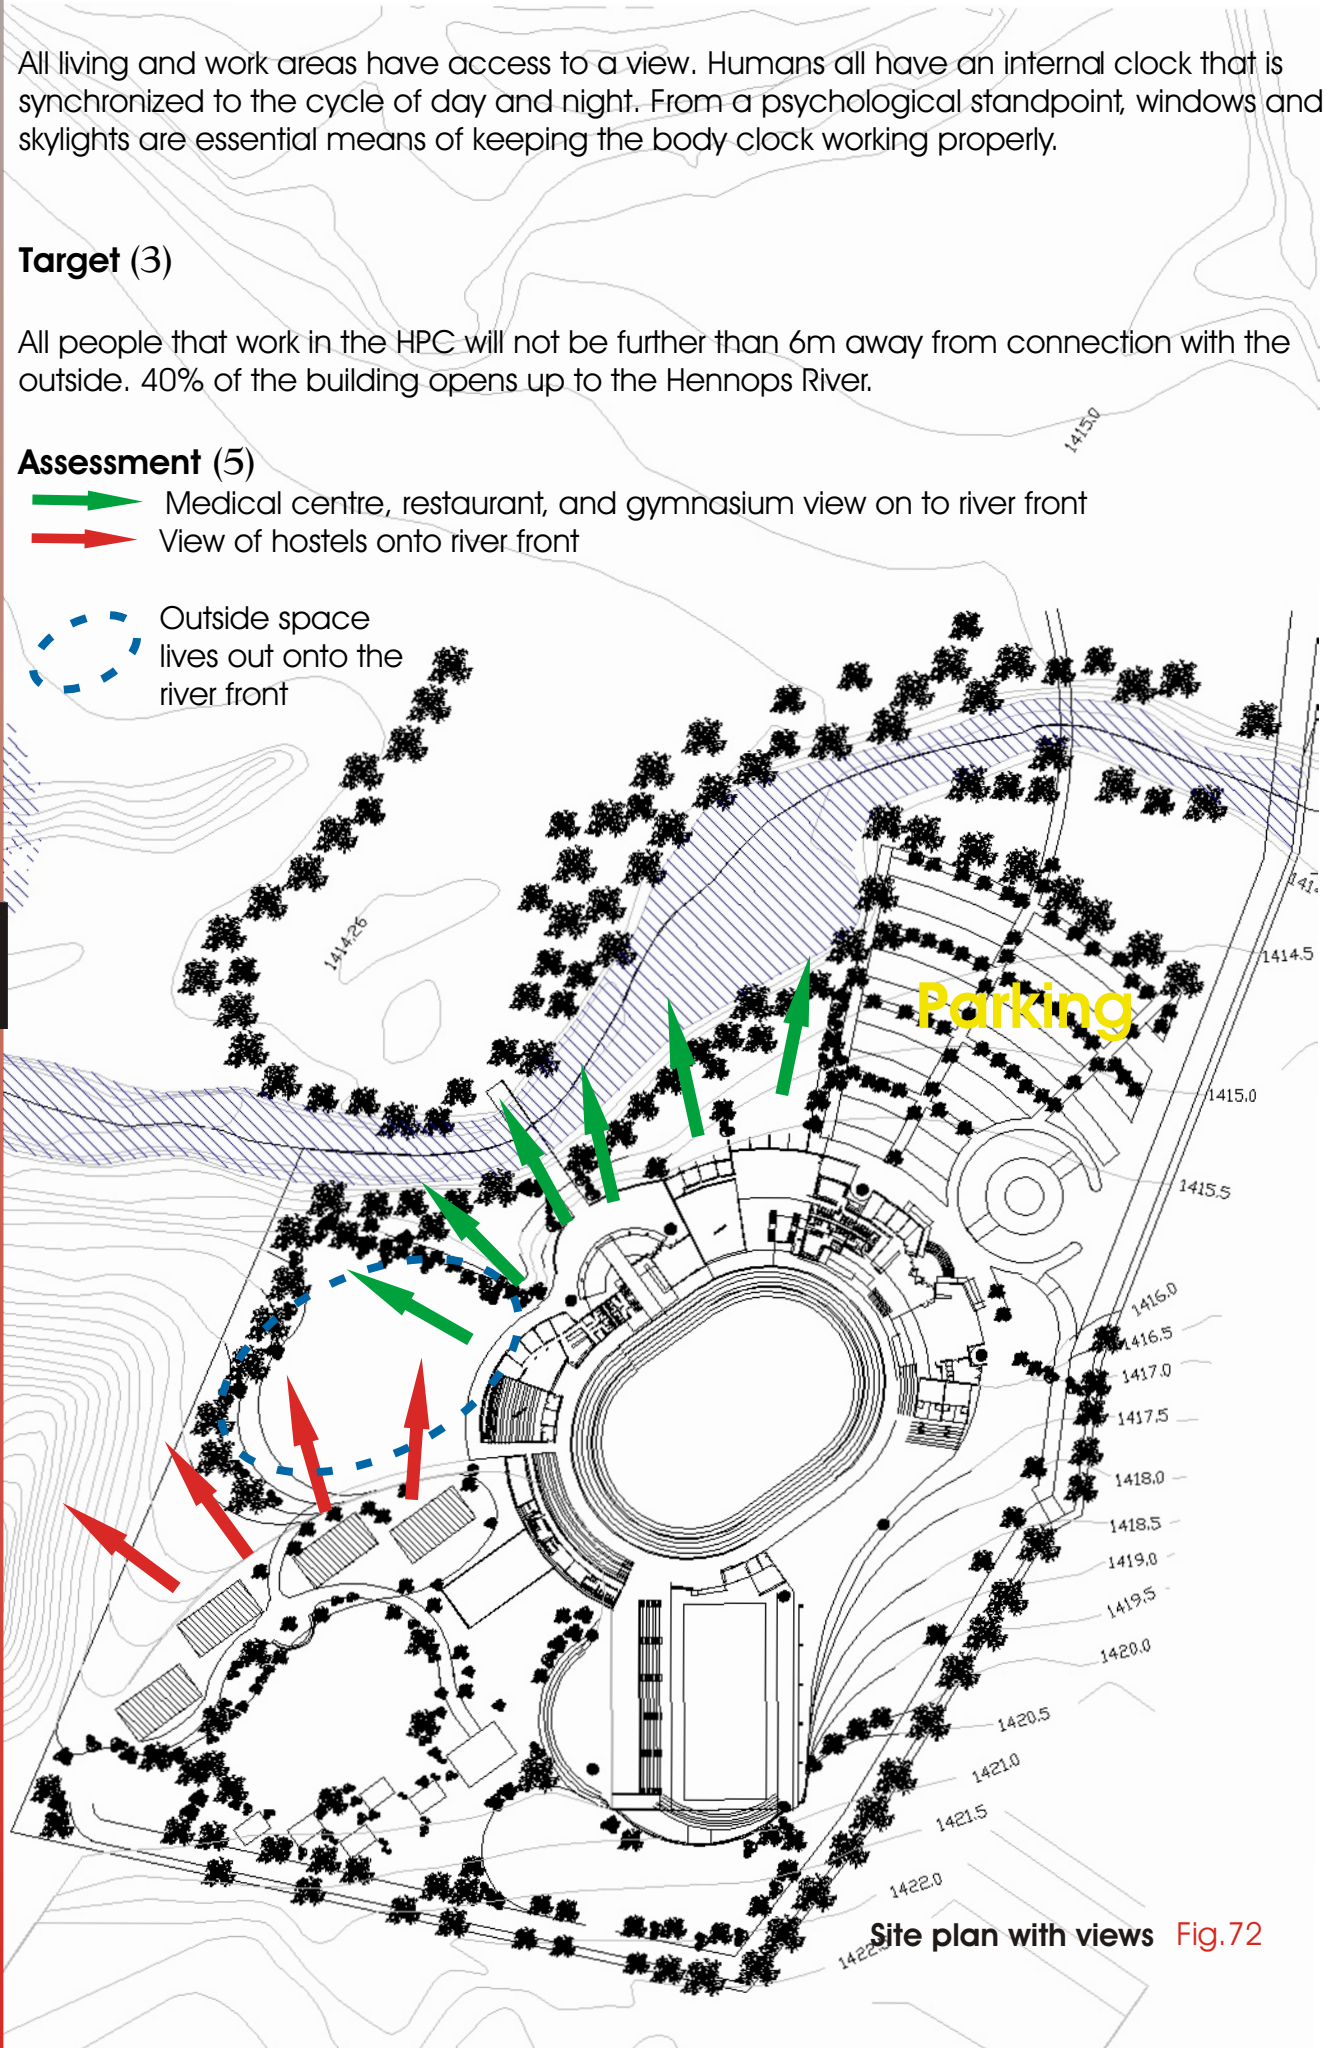 All living and work areas have access to a view. Humans all have an internal clock that is
synchronized to the cycle of day and night. From a psychological standpoint, windows and
skylights are essential means of keeping the body clock working properly.
Target (3)
All people that work in the HPC will not be further than 6m away from connection with the
outside. 40% of the building opens up to the Hennops River.
1415.0
Assessment (5)
Medical centre, restaurant, and gymnasium view on to river front
View of hostels onto river front
Outside space
lives out onto the
river front
1414.26
1414.5
Parking
1415.0
1415.5
1416.0
1416.5
1417.0
1417.5
1418.0
1418.5
1419.0
1419.5
1420.0
1420.5
1421.0
1421.5
1422.0
Site plan with views Fig.72